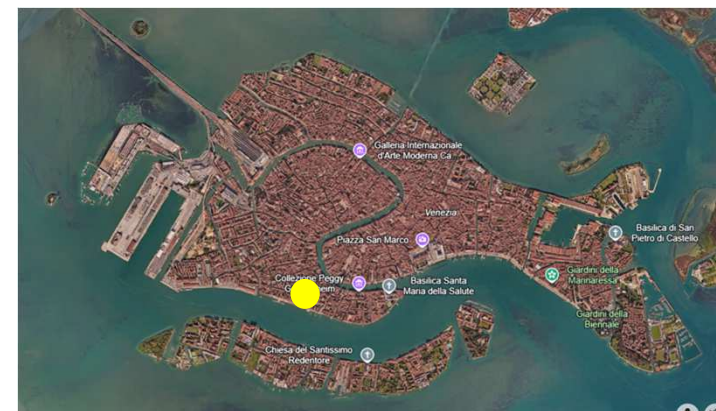 Galleria Internazionale
d'Arte Moderna Ca
Venezia
Piazza San Marco
Basilica di San
Pietro di Castello
Collezione Peggy
Basilica Santa
Maria della Salute
Giardini della
Marinaressa
Giardini della
Biennale
Chiesa del Santissimo
Redentore